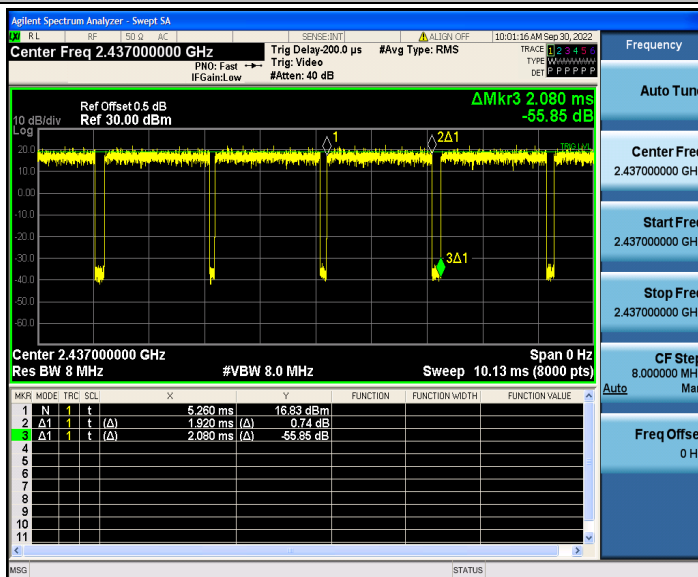 Agilent Spectrum Analyzer - Swept SA
RL RF 50 Ω AC SENSE:INT ALIGN OFF 10:01:16 AM Sep 30, 2022
Center Freq 2.437000000 GHz Trig Delay-200.0 µs #Avg Type: RMS TRACE 1 2 3 4 5 6
PNO: Fast Trig: Video TYPE WWWWWW
IFGain:Low #Atten: 40 dB DET P P P P P P
Frequency
Auto Tun
Center Fre
2.437000000 GH
Start Fre
2.437000000 GH
Stop Fre
2.437000000 GH
CF Step
8.000000 MH
Auto Ma
Freq Offse
0 H
ΔMkr3 2.080 ms
Ref Offset 0.5 dB
10 dB/div Ref 30.00 dBm -55.85 dB
Log
1 2Δ1
20.0 TRIG LVL
10.0
0.00
-10.0
-20.0
3Δ1
-30.0
-40.0
-50.0
-60.0
Center 2.437000000 GHz Span 0 Hz
Res BW 8 MHz #VBW 8.0 MHz Sweep 10.13 ms (8000 pts)
MKR MODE TRC SCL X Y FUNCTION FUNCTION WIDTH FUNCTION VALUE
1 N 1 t 5.260 ms 16.83 dBm
2 Δ1 1 t (Δ) 1.920 ms (Δ) 0.74 dB
3 Δ1 1 t (Δ) 2.080 ms (Δ) -55.85 dB
4
5
6
7
8
9
10
11
MSG STATUS